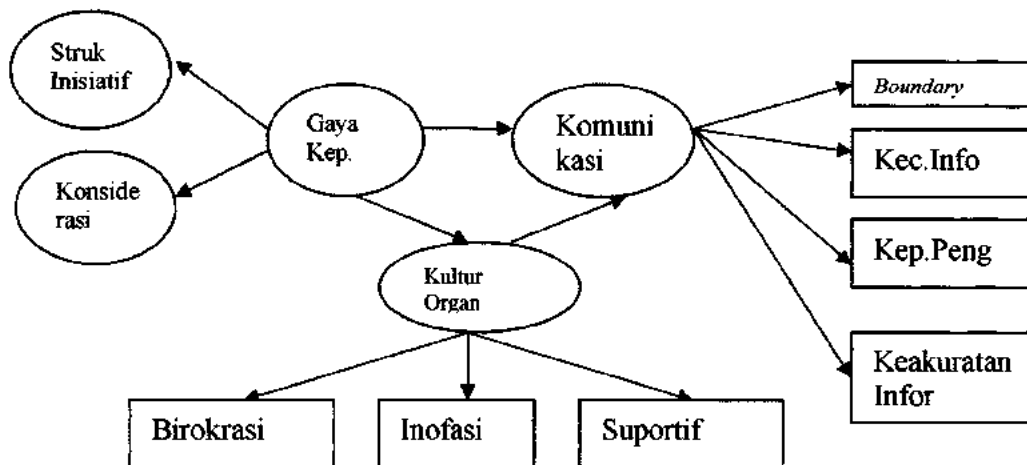 Struk
Inisiatif
Gaya
Kep.
Komuni
kasi
Boundary
Kec.Info
Konside
rasi
Kep.Peng
Kultur
Organ
Keakuratan
Infor
Birokrasi
Inofasi
Suportif